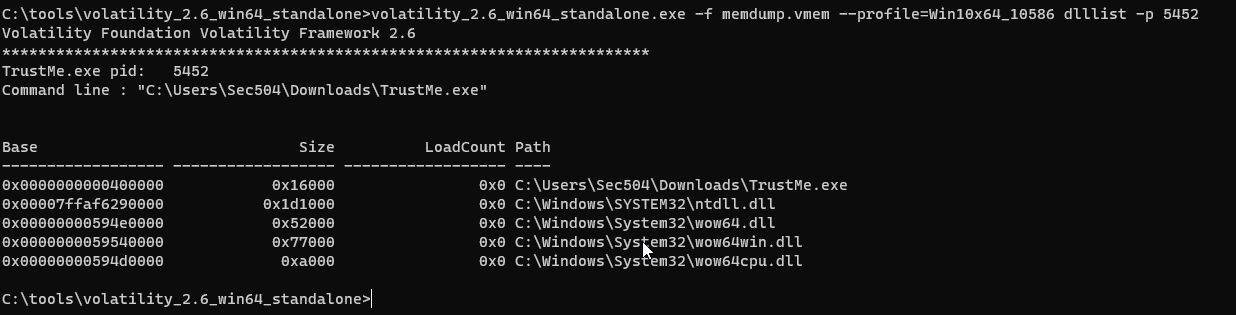 C:\tools\volatility_2.6_win64_standalone>volatility_2.6_win64_standalone.exe -f memdump.vmem --profile=Win10x64_10586 dlllist -p 5452
Volatility Foundation Volatility Framework 2.6
************************************************************************
TrustMe.exe pid:   5452
Command line : "C:\Users\Sec504\Downloads\TrustMe.exe"
Base                             Size          LoadCount Path
------------------ ------------------ ------------------ ----
0x0000000000400000            0x16000                0x0 C:\Users\Sec504\Downloads\TrustMe.exe
0x00007ffaf6290000           0x1d1000                0x0 C:\Windows\SYSTEM32\ntdll.dll
0x00000000594e0000            0x52000                0x0 C:\Windows\System32\wow64.dll
0x0000000059540000            0x77000                0x0 C:\Windows\System32\wow64win.dll
0x00000000594d0000             0xa000                0x0 C:\Windows\System32\wow64cpu.dll
C:\tools\volatility_2.6_win64_standalone>